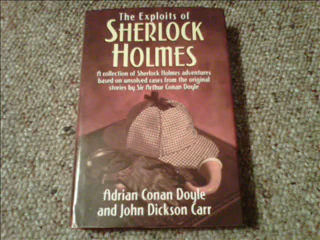 The Exploits of
SHERLOCK
HOLMES
A collection of Sherlock Holmes adventures
based on unsolved cases from the original
stories by Sir Arthur Conan Doyle
Adrian Conan Doyle
and John Dickson Carr